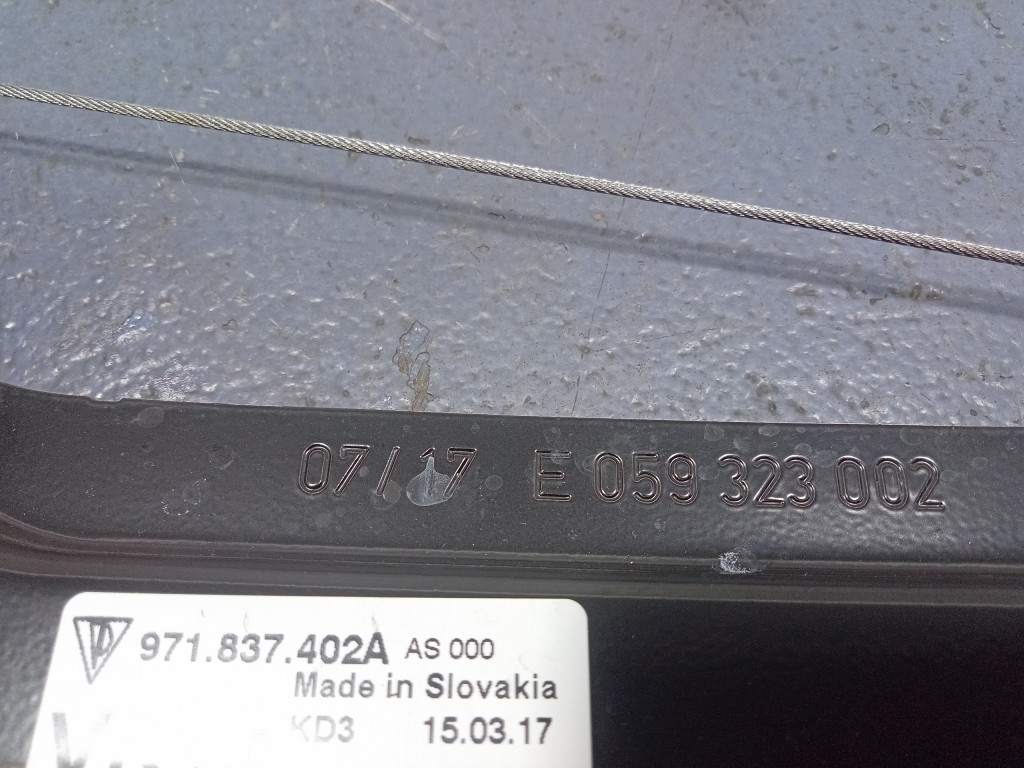 07/17 E 059 323 002
971.837.402A AS 000
Made in Slovakia
KD3 15.03.17